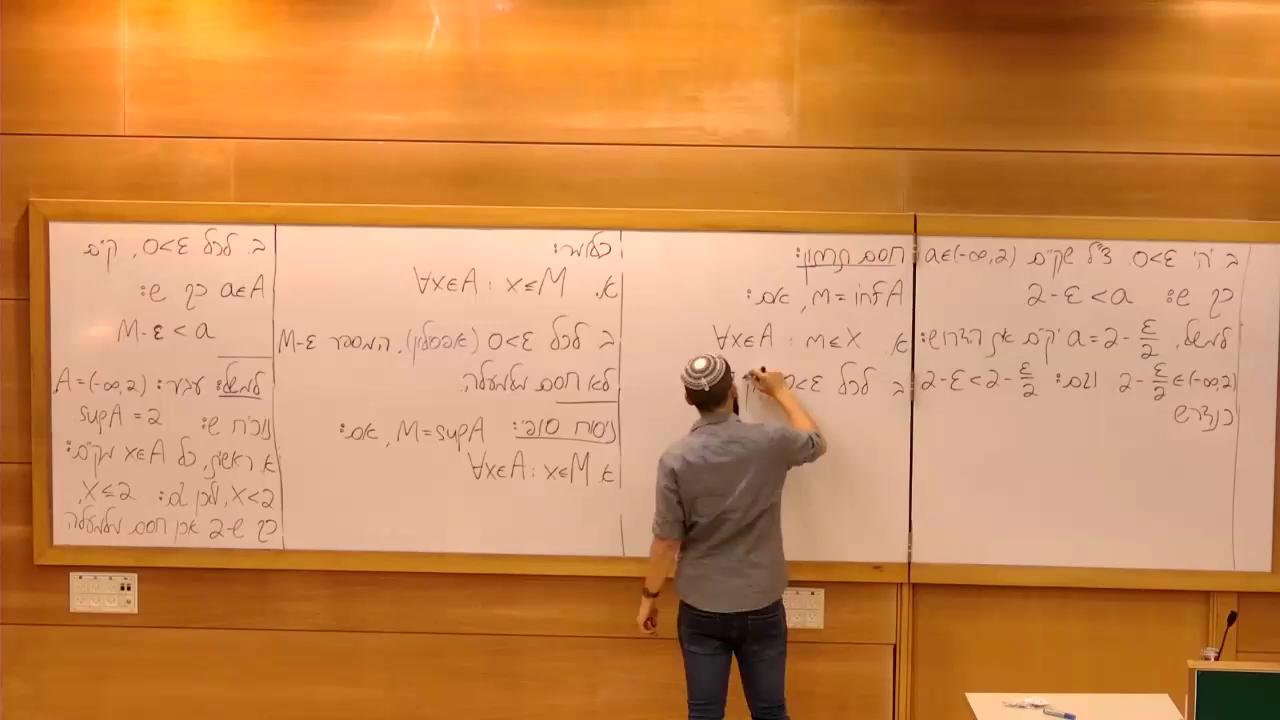 כלומר:
א. ∀x∈A : x≤M
ב. לכל 0<ε (אפסילון), המספר M-ε
לא חסם מלמעלה.
ניסוח סופי: M=supA, אם:
א. ∀x∈A : x≤M
ב. לכל 0<ε, קיים
a∈A כך ש:
M-ε < a
למשל: עבור: A=(-∞,2)
נוכיח ש: supA = 2
א. ראשית, כל x∈A מקיים:
x<2, ולכן גם: x≤2,
כך ש-2 אכן חסם מלמעלה
ב. יהי 0<ε. צ"ל שקיים a∈(-∞,2)
כך ש: 2-ε < a
למשל, a=2-ε/2 יקיים את הדרוש:
2-ε/2∈(-∞,2) וגם: 2-ε<2-ε/2
כנדרש
חסם תחתון:
m=infA, אם:
א. ∀x∈A : m≤x
ב. לכל 0<ε